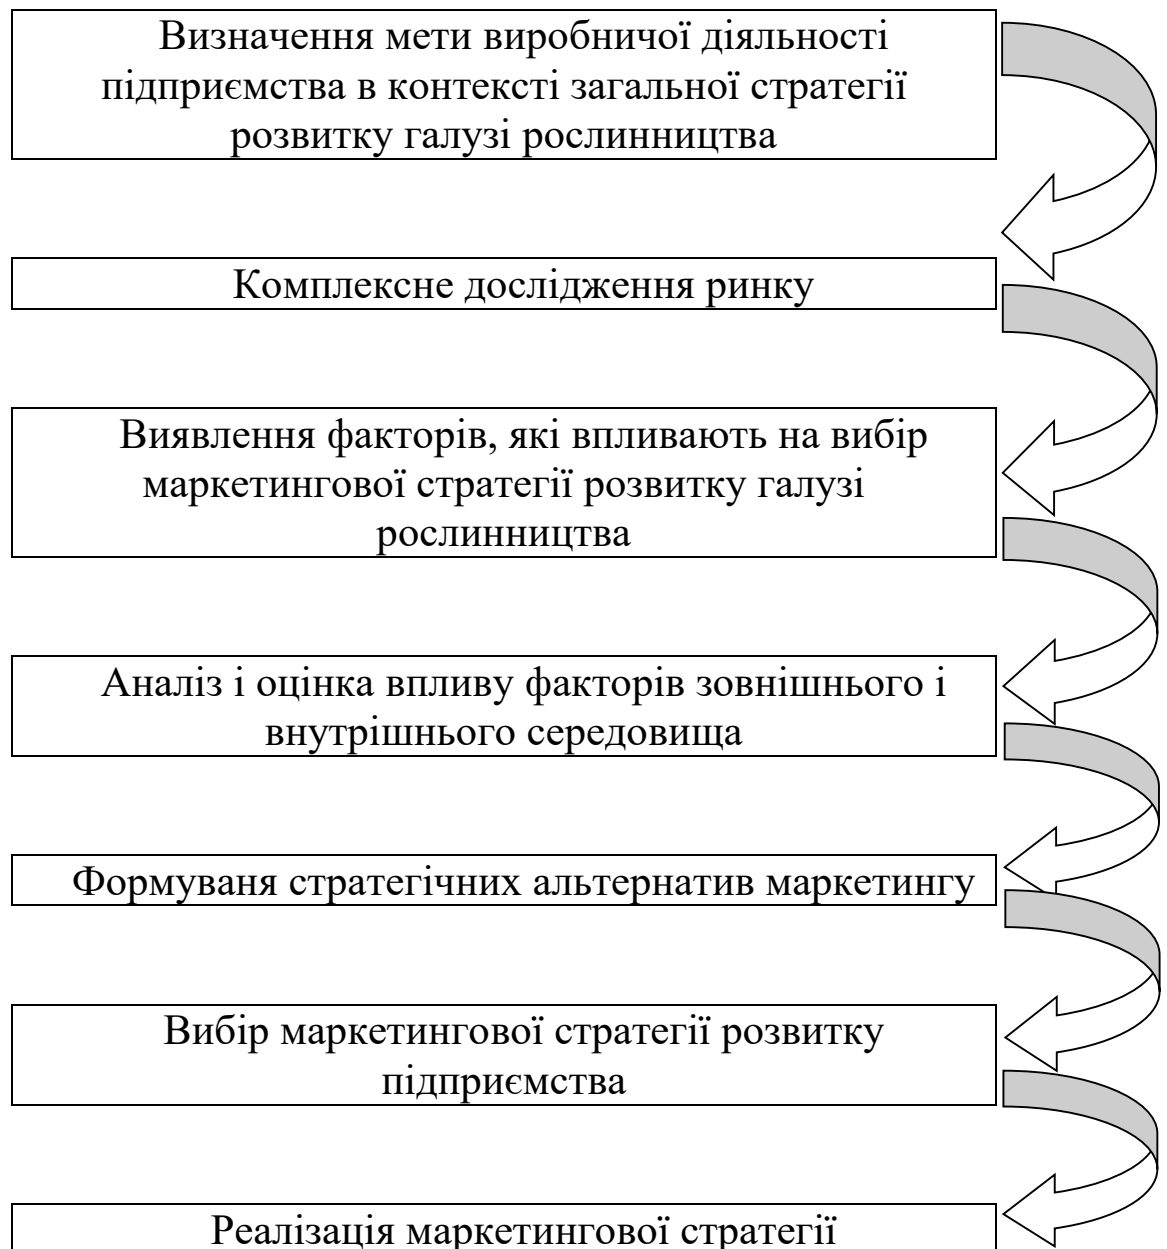 Визначення мети виробничої діяльності
підприємства в контексті загальної стратегії
розвитку галузі рослинництва
Комплексне дослідження ринку
Виявлення факторів, які впливають на вибір
маркетингової стратегії розвитку галузі
рослинництва
Аналіз і оцінка впливу факторів зовнішнього і
внутрішнього середовища
Формуваня стратегічних альтернатив маркетингу
Вибір маркетингової стратегії розвитку
підприємства
Реалізація маркетингової стратегії